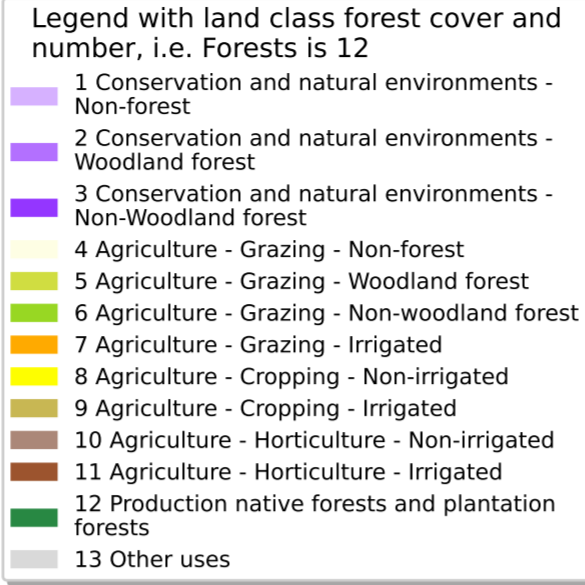 Legend with land class forest cover and
number, i.e. Forests is 12
1 Conservation and natural environments -
Non-forest
2 Conservation and natural environments -
Woodland forest
3 Conservation and natural environments -
Non-Woodland forest
4 Agriculture - Grazing - Non-forest
5 Agriculture - Grazing - Woodland forest
6 Agriculture - Grazing - Non-woodland forest
7 Agriculture - Grazing - Irrigated
8 Agriculture - Cropping - Non-irrigated
9 Agriculture - Cropping - Irrigated
10 Agriculture - Horticulture - Non-irrigated
11 Agriculture - Horticulture - Irrigated
12 Production native forests and plantation
forests
13 Other uses